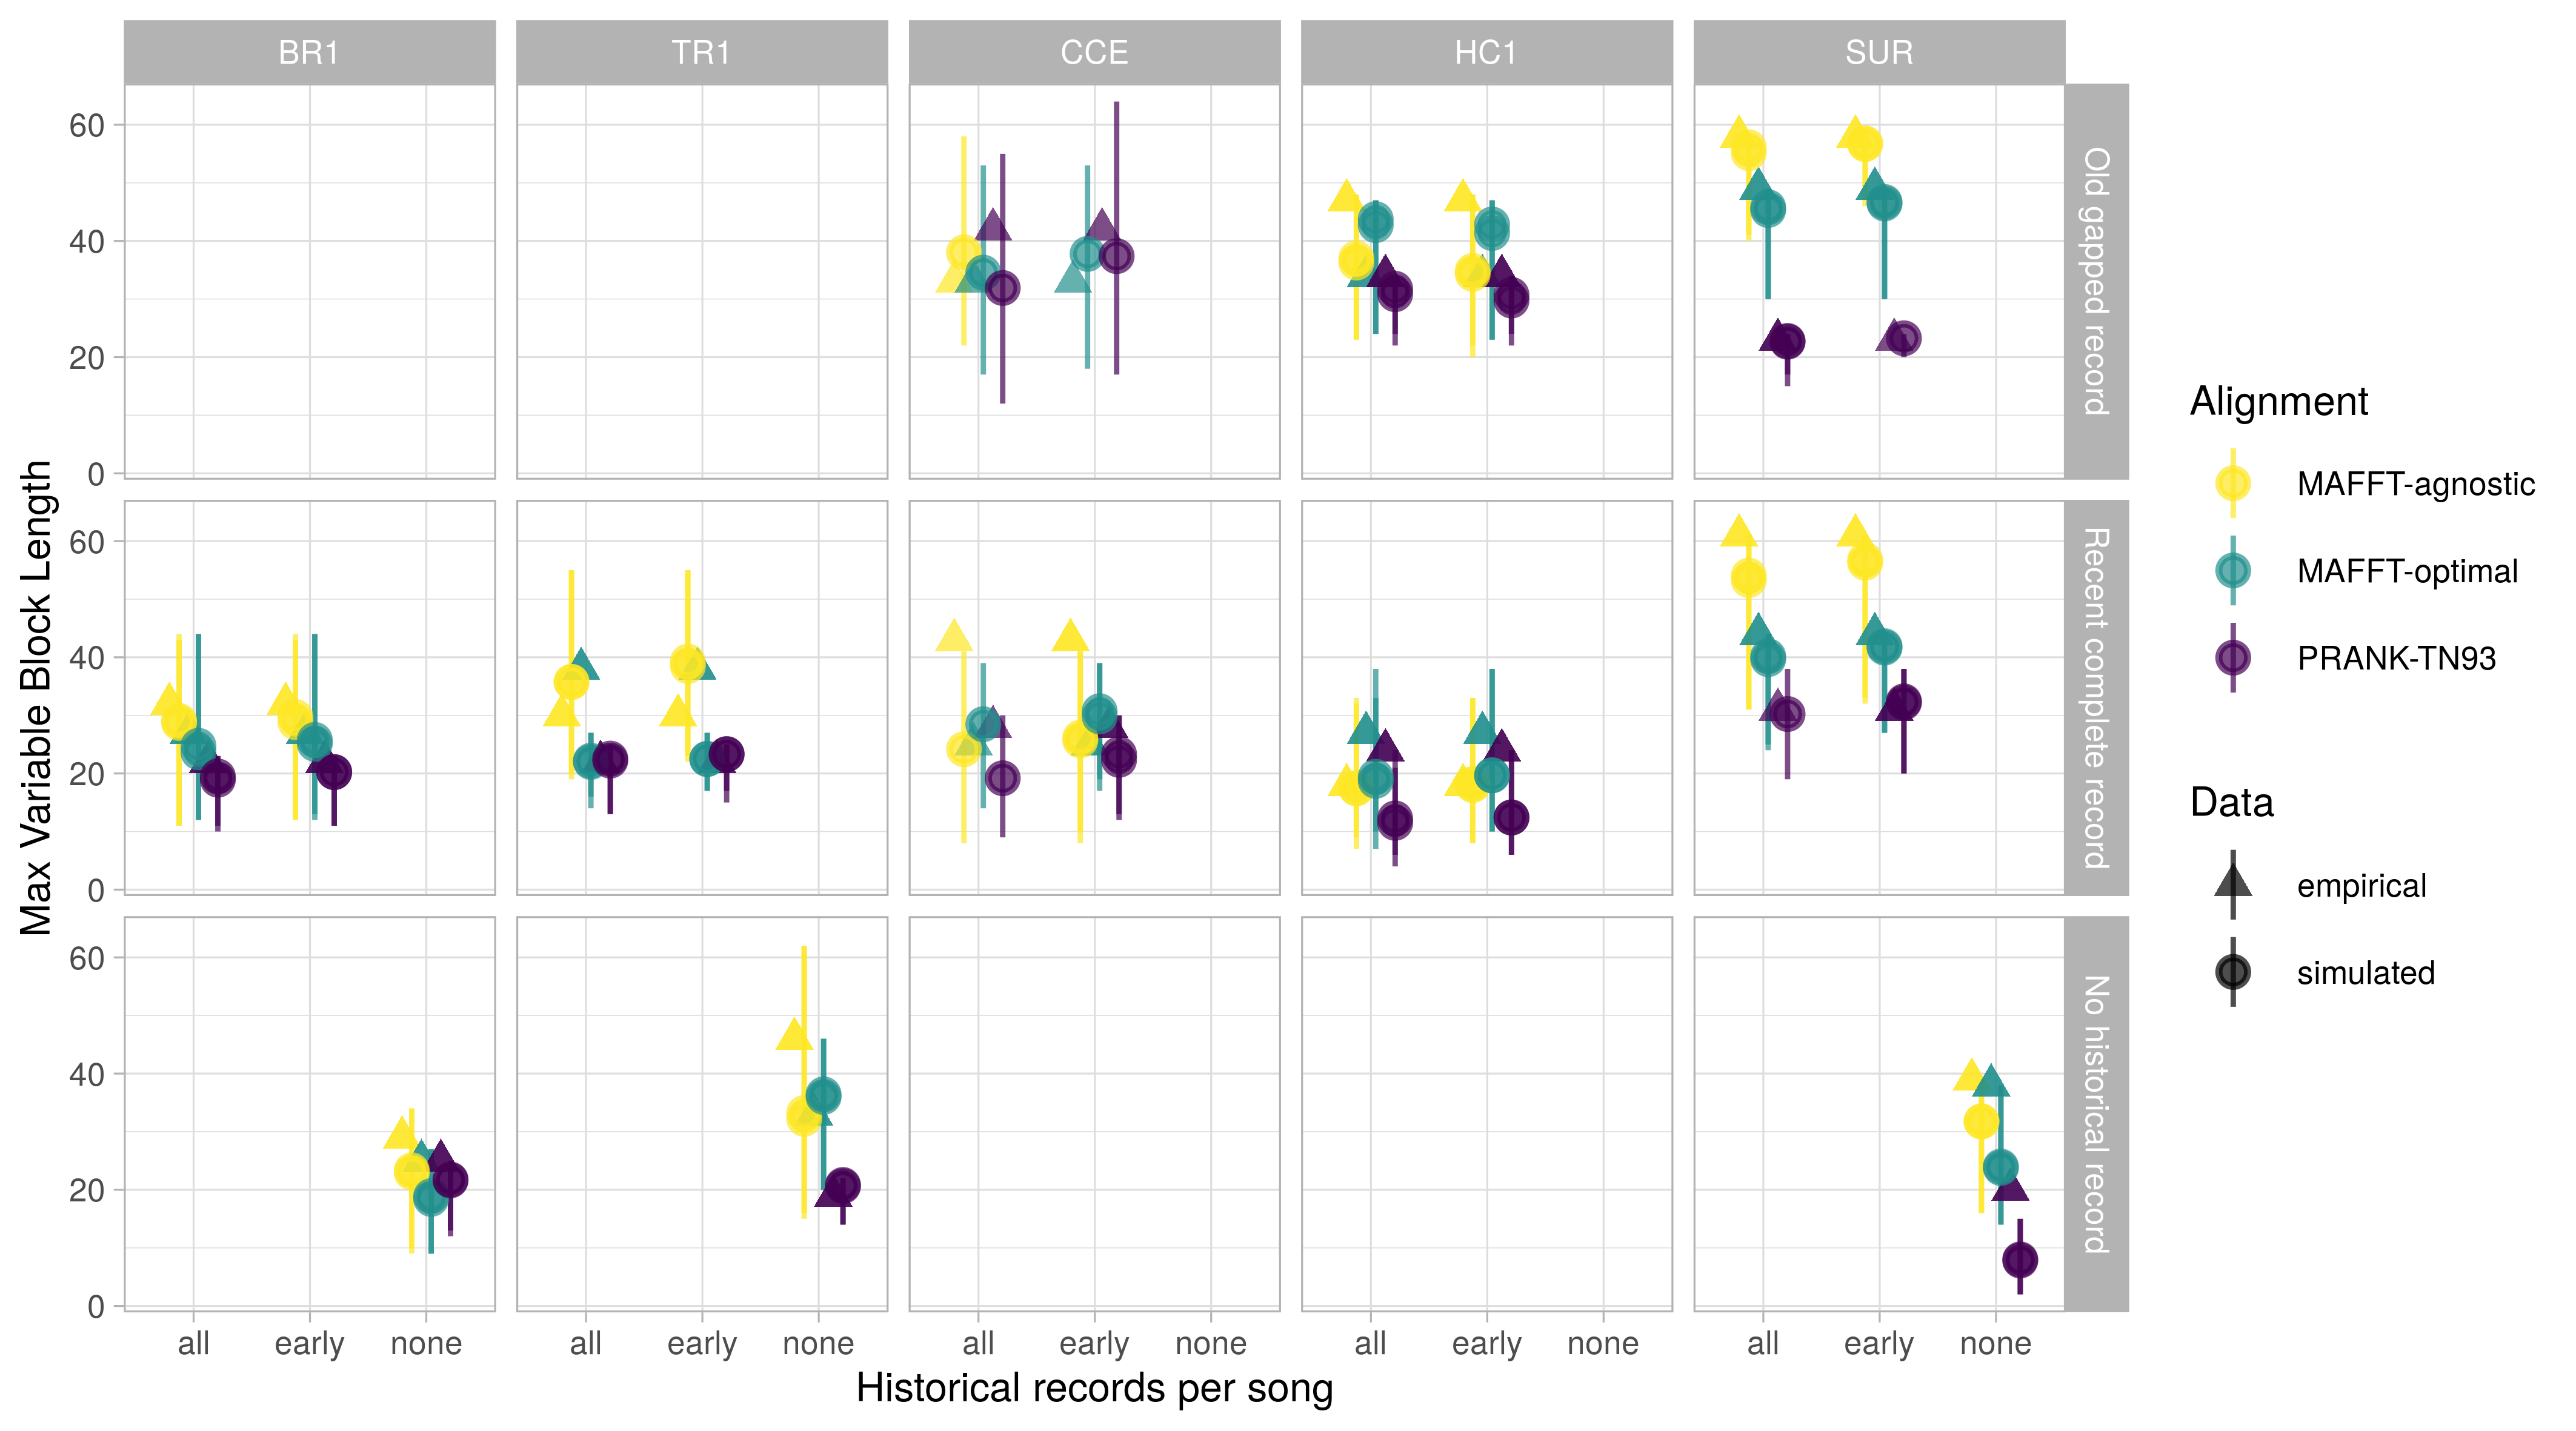 BR1 TR1 CCE HC1 SUR
60
40
20
0
Old gapped record
60
40
20
0
Recent complete record
60
40
20
0
No historical record
Max Variable Block Length
all early none all early none all early none all early none all early none
Historical records per song
Alignment
MAFFT-agnostic
MAFFT-optimal
PRANK-TN93
Data
empirical
simulated